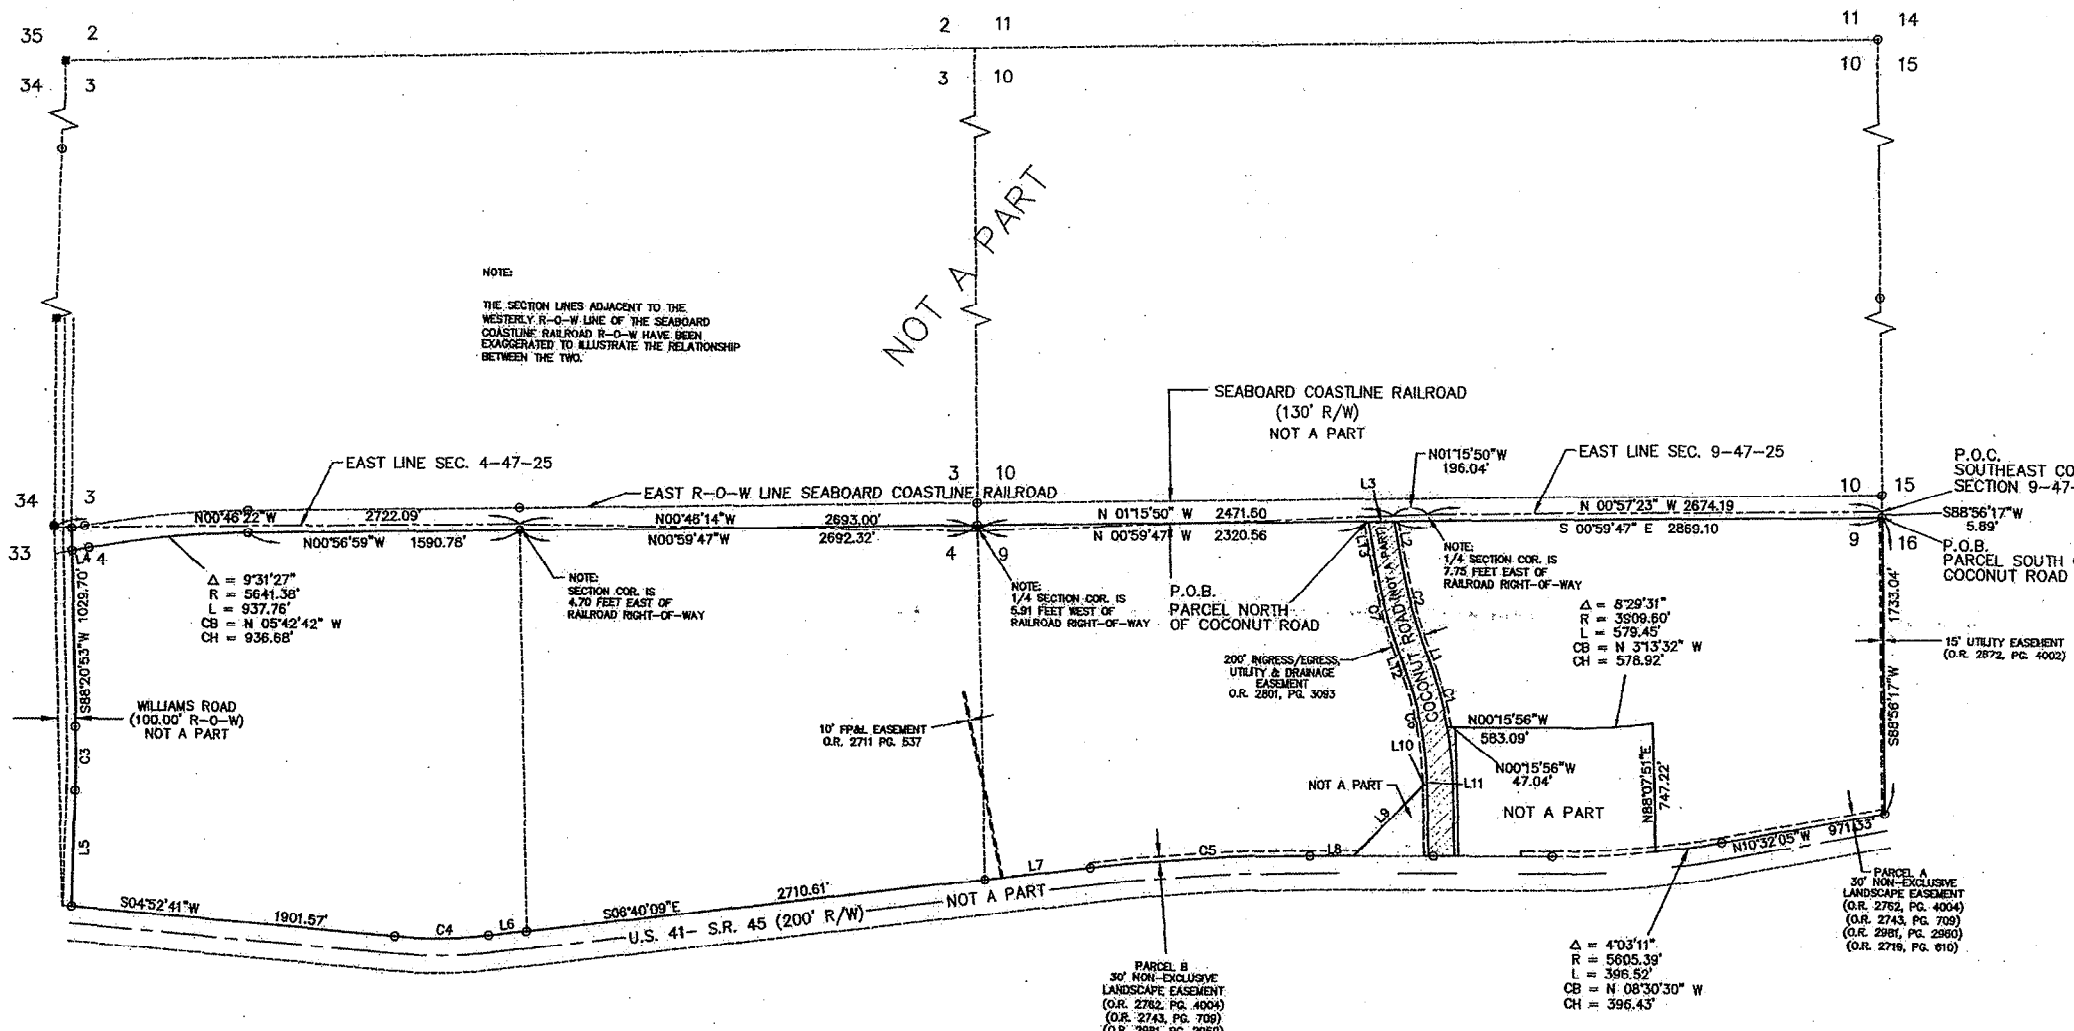 35 2
2 11
11 14
34 3
3 10
10 15
NOT A PART
NOTE:
THE SECTION LINES ADJACENT TO THE
WESTERLY R-O-W LINE OF THE SEABOARD
COASTLINE RAILROAD R-O-W HAVE BEEN
EXAGGERATED TO ILLUSTRATE THE RELATIONSHIP
BETWEEN THE TWO.
SEABOARD COASTLINE RAILROAD
(130' R/W)
NOT A PART
EAST LINE SEC. 4-47-25
EAST R-O-W LINE SEABOARD COASTLINE RAILROAD
N01°15'50"W
196.04'
EAST LINE SEC. 9-47-25
P.O.C.
SOUTHEAST CO
SECTION 9-47-
34 3
3 10
L3
10 15
N00°46'22"W 2722.09'
N00°46'14"W 2693.00'
N 01°15'50" W 2471.60
N 00°57'23" W 2674.19
S88°56'17"W
5.89'
33 4
N00°56'59"W 1590.78'
N00°59'47"W 2692.32'
4 9
N 00°59'47" W 2320.56
S 00°59'47" E 2869.10
9 16
P.O.B.
PARCEL SOUTH
COCONUT ROAD
Δ = 9°31'27"
R = 5641.38'
L = 937.76'
CB = N 05°42'42" W
CH = 936.68'
S88°20'53"W 1029.70'
NOTE:
SECTION COR. IS
4.70 FEET EAST OF
RAILROAD RIGHT-OF-WAY
NOTE:
1/4 SECTION COR. IS
5.91 FEET WEST OF
RAILROAD RIGHT-OF-WAY
P.O.B.
PARCEL NORTH
OF COCONUT ROAD
L2
NOTE:
1/4 SECTION COR. IS
7.75 FEET EAST OF
RAILROAD RIGHT-OF-WAY
COCONUT ROAD (NOT A PART)
L13
C7
C2
L1
L12
C1
C6
Δ = 8°29'31"
R = 3909.60'
L = 579.45'
CB = N 3°13'32" W
CH = 578.92'
S88°56'17"W 1733.04'
15' UTILITY EASEMENT
(O.R. 2872, PG. 4002)
200' INGRESS/EGRESS,
UTILITY & DRAINAGE
EASEMENT
O.R. 2801, PG. 3093
WILLIAMS ROAD
(100.00' R-O-W)
NOT A PART
C3
L5
10' FP&L EASEMENT
O.R. 2711 PG. 537
N00°15'56"W
583.09'
L10
L11
N00°15'56"W
47.04'
NOT A PART
L9
NOT A PART
N88°07'51"E
747.22'
S04°52'41"W 1901.57'
C4
L6
S06°40'09"E 2710.61'
L7
C5
L8
N10°32'05"W 971.33'
U.S. 41- S.R. 45 (200' R/W)
NOT A PART
PARCEL A
30' NON-EXCLUSIVE
LANDSCAPE EASEMENT
(O.R. 2762, PG. 4004)
(O.R. 2743, PG. 709)
(O.R. 2981, PG. 2960)
(O.R. 2719, PG. 610)
PARCEL B
30' NON-EXCLUSIVE
LANDSCAPE EASEMENT
(O.R. 2762, PG. 4004)
(O.R. 2743, PG. 709)
Δ = 4°03'11"
R = 5605.39'
L = 396.52'
CB = N 08°30'30" W
CH = 396.43'